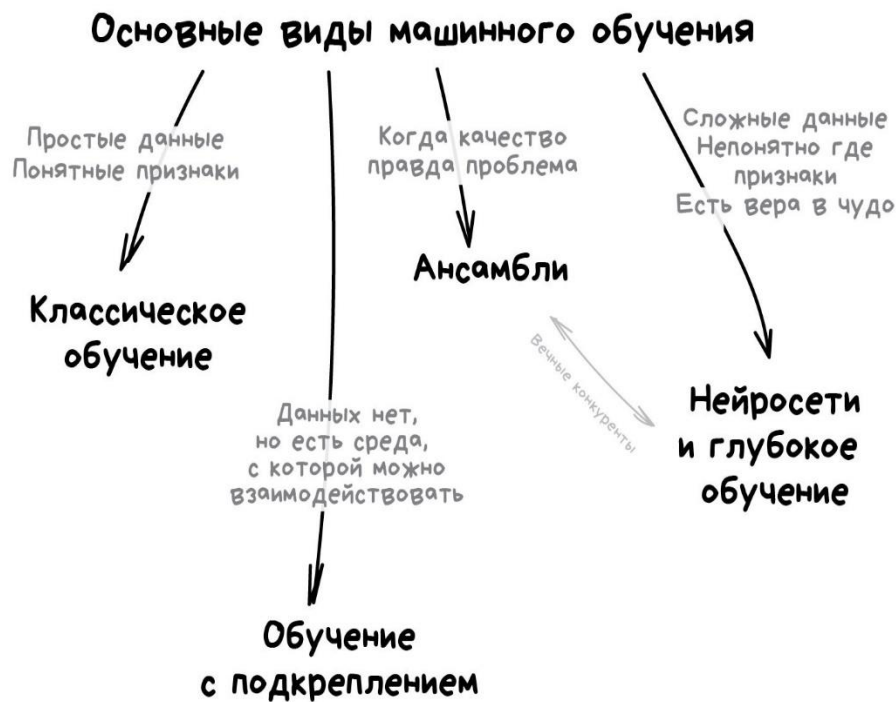 Основные виды машинного обучения
Простые данные
Понятные признаки
Классическое
обучение
Данных нет,
но есть среда,
с которой можно
взаимодействовать
Обучение
с подкреплением
Когда качество
правда проблема
Ансамбли
Вечные конкуренты
Сложные данные
Непонятно где
признаки
Есть вера в чудо
Нейросети
и глубокое
обучение